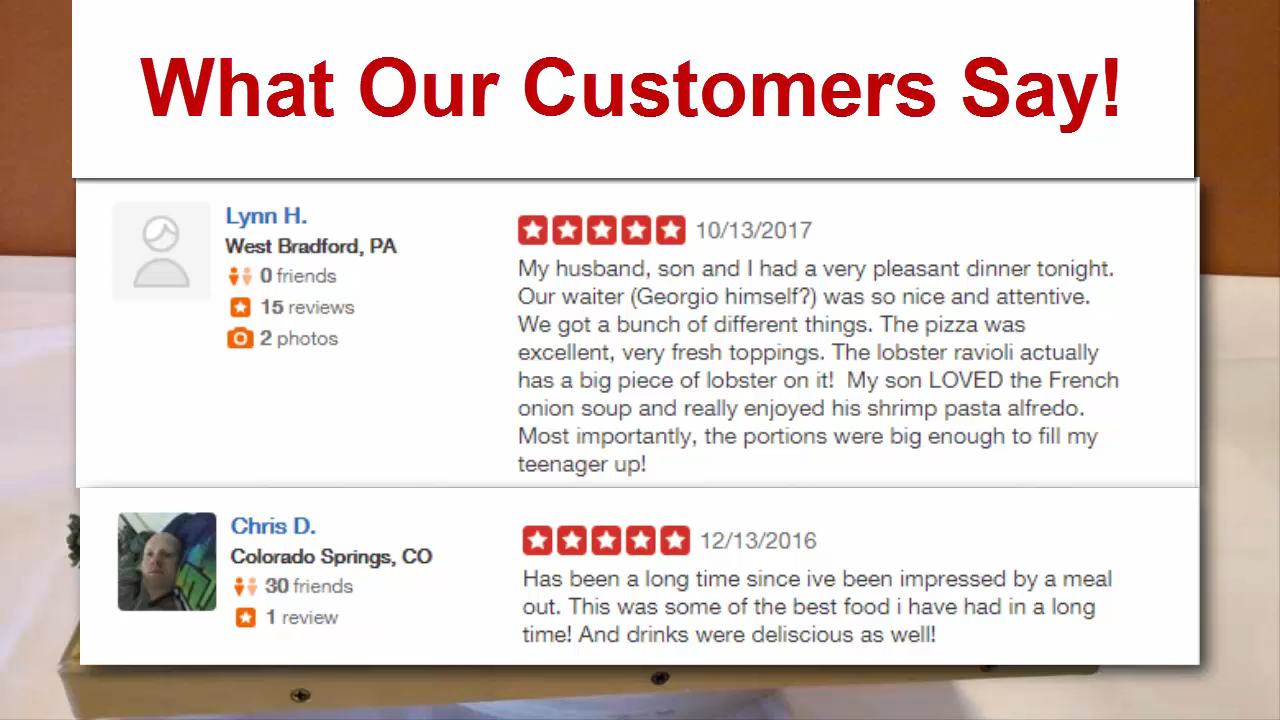 What Our Customers Say!
Lynn H.
West Bradford, PA
0 friends
15 reviews
2 photos
10/13/2017
My husband, son and I had a very pleasant dinner tonight.
Our waiter (Georgio himself?) was so nice and attentive.
We got a bunch of different things. The pizza was
excellent, very fresh toppings. The lobster ravioli actually
has a big piece of lobster on it!  My son LOVED the French
onion soup and really enjoyed his shrimp pasta alfredo.
Most importantly, the portions were big enough to fill my
teenager up!
Chris D.
Colorado Springs, CO
30 friends
1 review
12/13/2016
Has been a long time since ive been impressed by a meal
out. This was some of the best food i have had in a long
time! And drinks were deliscious as well!